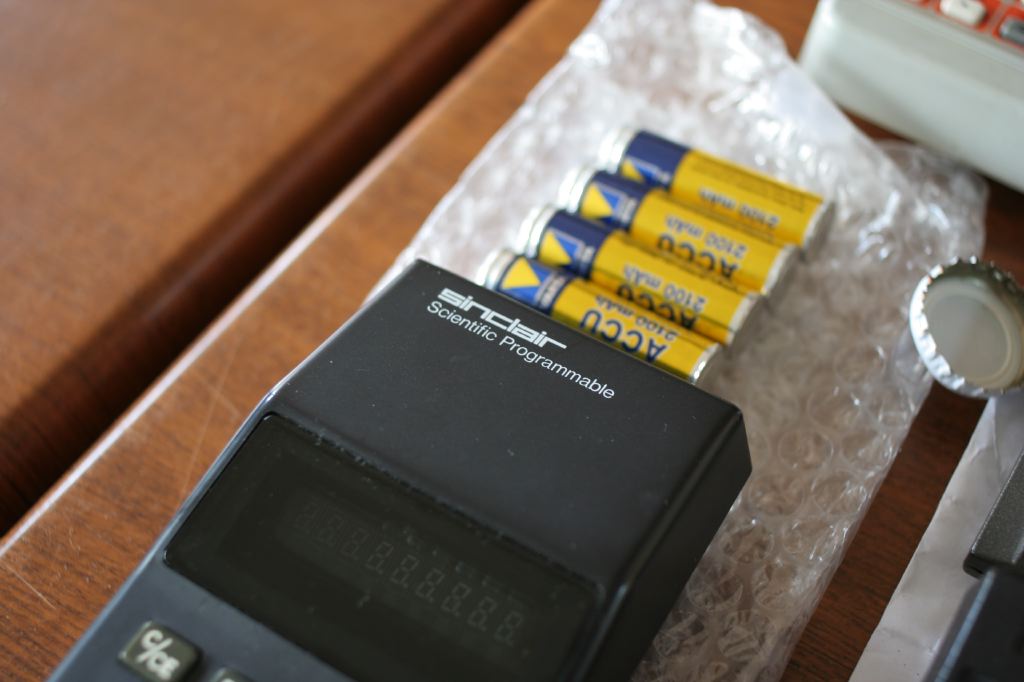 sinclair
Scientific Programmable
C/CE
ACCU
2100 mAh
ACCU
2100 mAh
ACCU
2100 mAh
2100 mAh